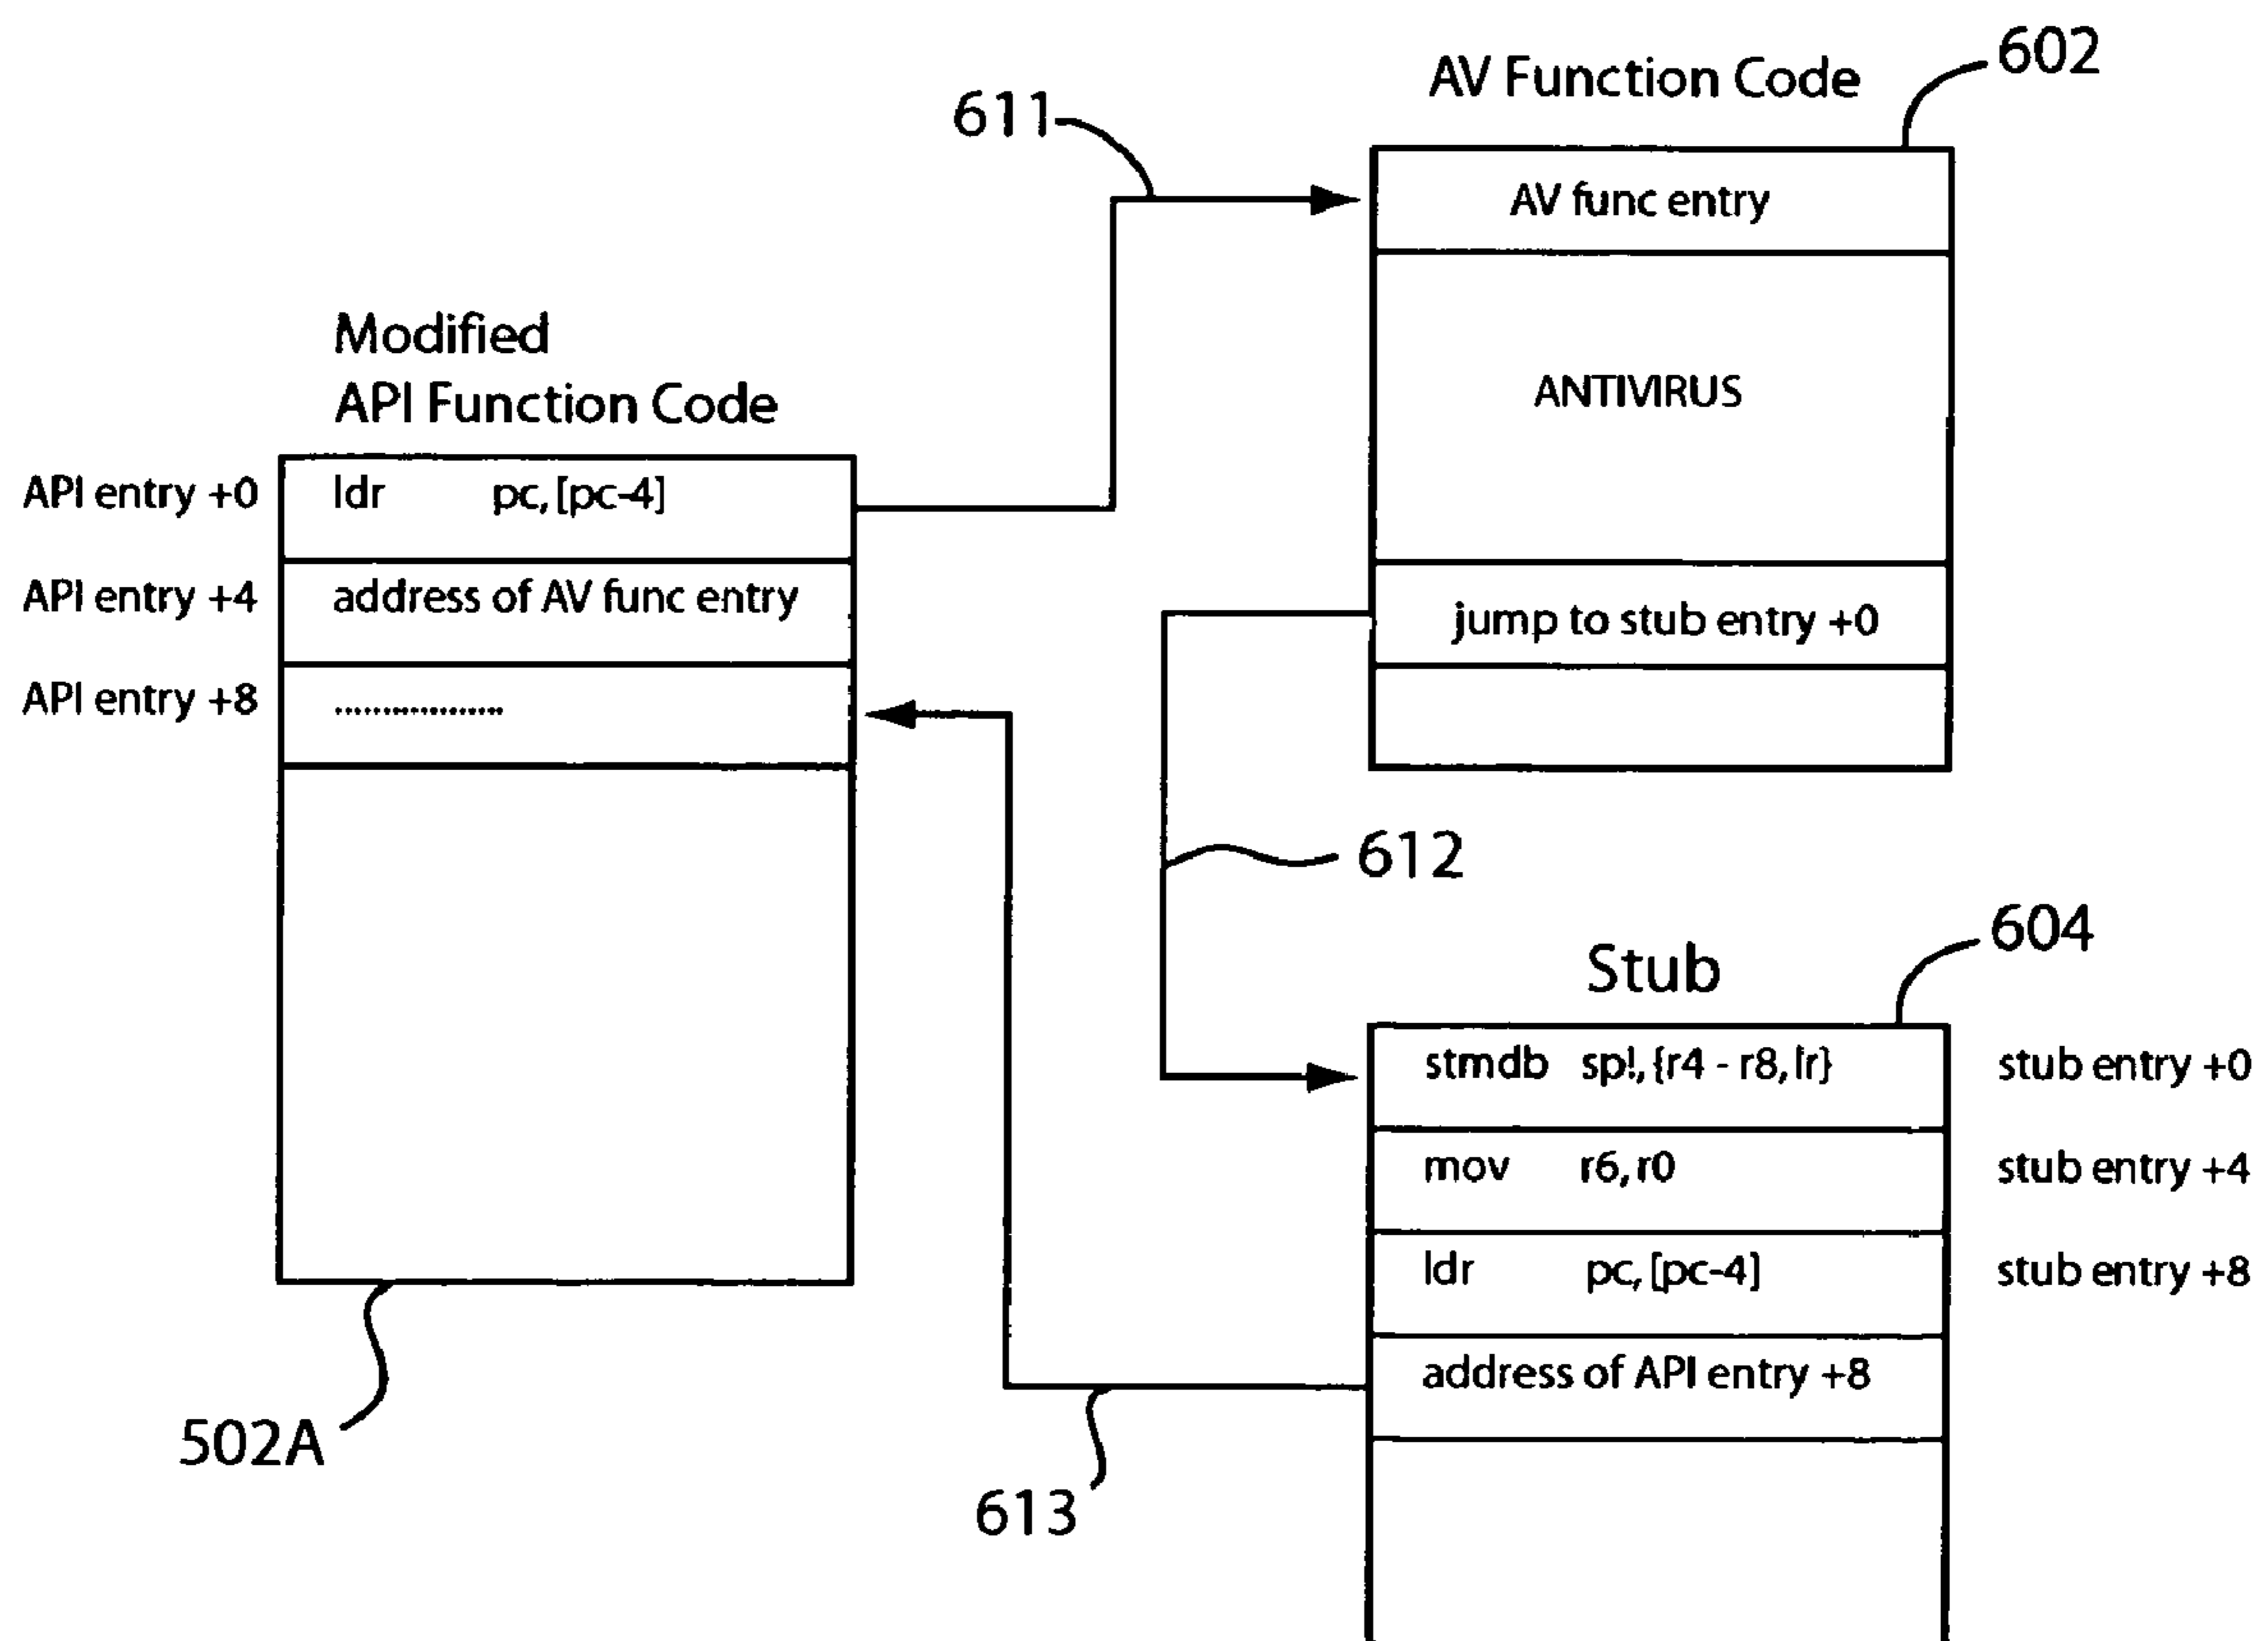 602
AV Function Code
611
AV func entry
ANTIVIRUS
jump to stub entry +0
Modified
API Function Code
API entry +0 ldr pc, [pc-4]
API entry +4 address of AV func entry
API entry +8 ..................
612
604
Stub
stmdb sp!, {r4 - r8, lr} stub entry +0
mov r6, r0 stub entry +4
ldr pc, [pc-4] stub entry +8
address of API entry +8
502A
613